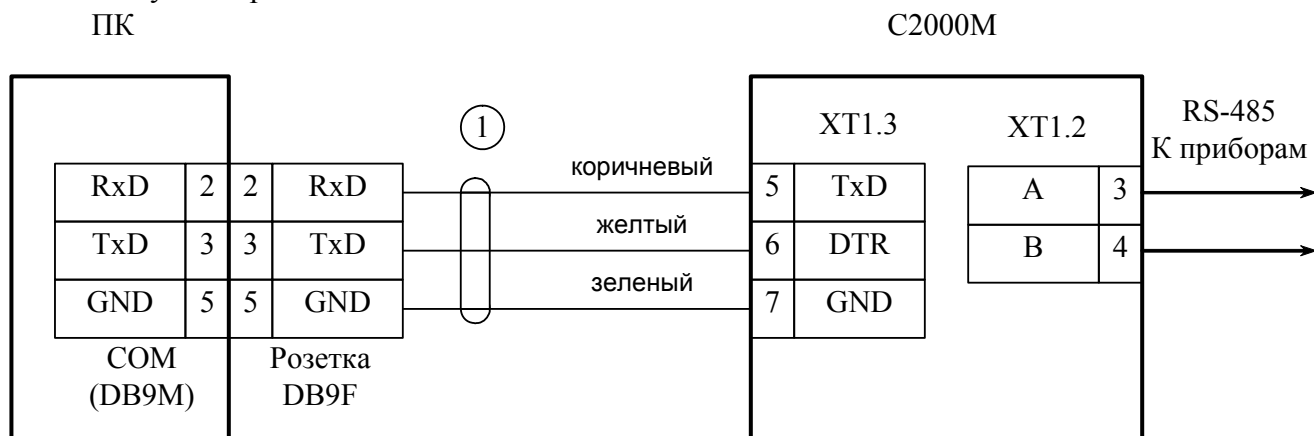 ПК
С2000М
1
XT1.3
XT1.2
RS-485
К приборам
RxD 2 2 RxD
коричневый
5 TxD
A 3
TxD 3 3 TxD
желтый
6 DTR
B 4
GND 5 5 GND
зеленый
7 GND
COM
(DB9M)
Розетка
DB9F